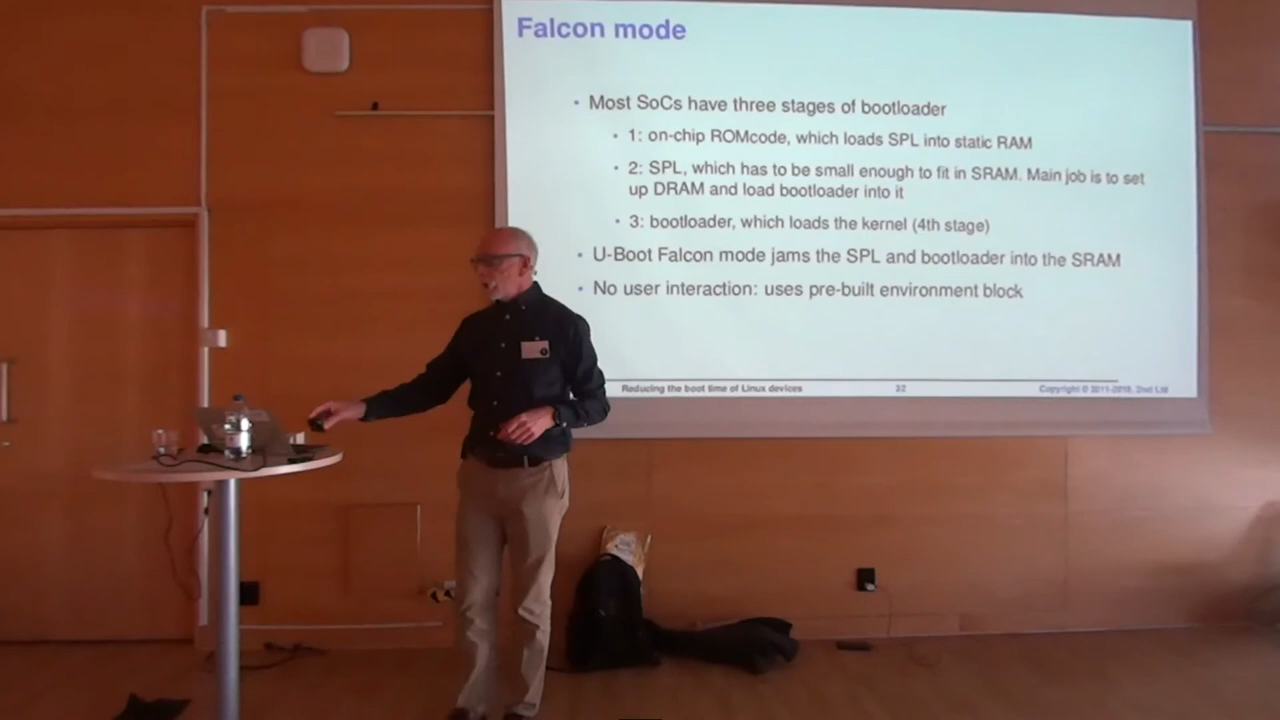 Falcon mode
• Most SoCs have three stages of bootloader
• 1: on-chip ROMcode, which loads SPL into static RAM
• 2: SPL, which has to be small enough to fit in SRAM. Main job is to set
up DRAM and load bootloader into it
• 3: bootloader, which loads the kernel (4th stage)
• U-Boot Falcon mode jams the SPL and bootloader into the SRAM
• No user interaction: uses pre-built environment block
Reducing the boot time of Linux devices 32 Copyright © 2011-2019, 2net Ltd